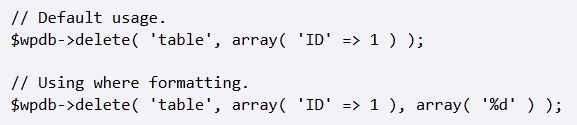 // Default usage.
$wpdb->delete( 'table', array( 'ID' => 1 ) );
// Using where formatting.
$wpdb->delete( 'table', array( 'ID' => 1 ), array( '%d' ) );